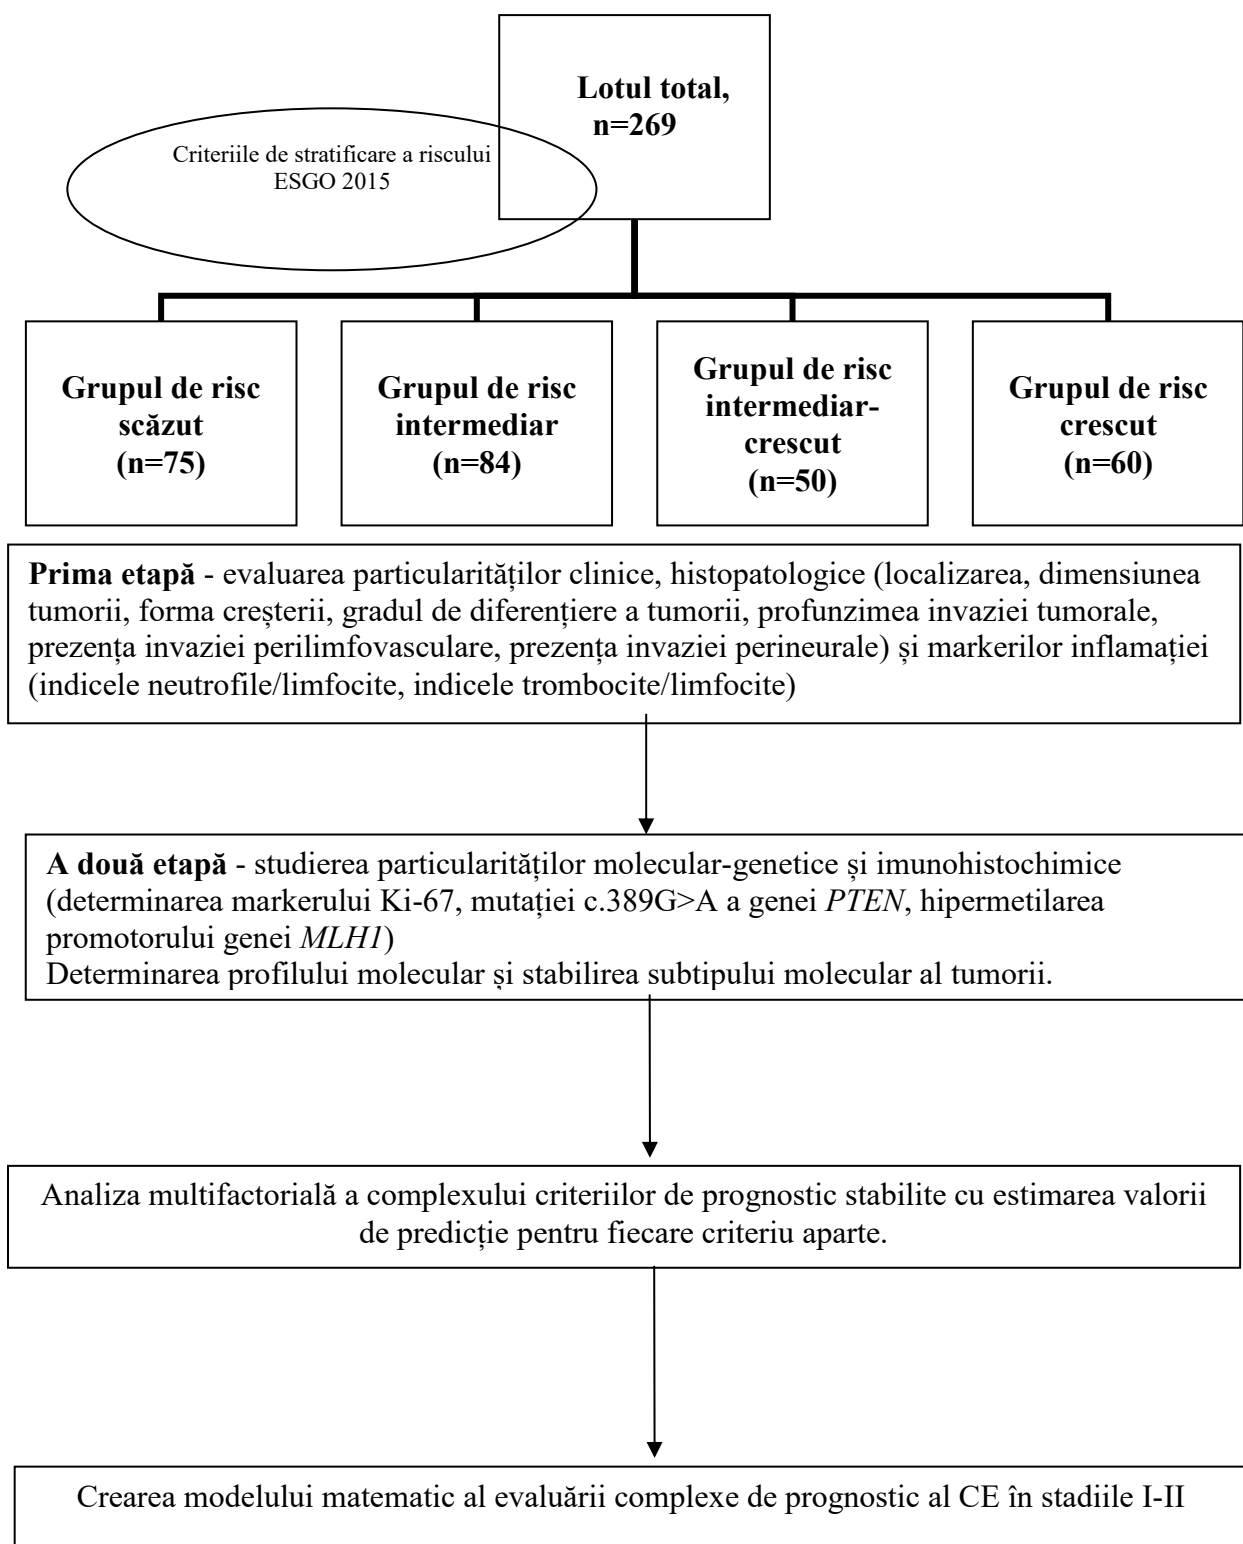 Lotul total,
n=269
Criteriile de stratificare a riscului
ESGO 2015
Grupul de risc
scăzut
(n=75)
Grupul de risc
intermediar
(n=84)
Grupul de risc
intermediar-
crescut
(n=50)
Grupul de risc
crescut
(n=60)
Prima etapă - evaluarea particularităților clinice, histopatologice (localizarea, dimensiunea
tumorii, forma creșterii, gradul de diferențiere a tumorii, profunzimea invaziei tumorale,
prezența invaziei perilimfovasculare, prezența invaziei perineurale) și markerilor inflamației
(indicele neutrofile/limfocite, indicele trombocite/limfocite)
A două etapă - studierea particularităților molecular-genetice și imunohistochimice
(determinarea markerului Ki-67, mutației c.389G>A a genei PTEN, hipermetilarea
promotorului genei MLH1)
Determinarea profilului molecular și stabilirea subtipului molecular al tumorii.
Analiza multifactorială a complexului criteriilor de prognostic stabilite cu estimarea valorii
de predicție pentru fiecare criteriu aparte.
Crearea modelului matematic al evaluării complexe de prognostic al CE în stadiile I-II